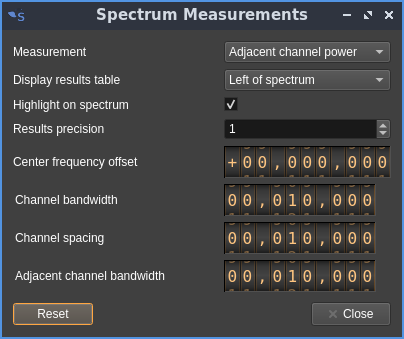 Spectrum Measurements
Measurement Adjacent channel power
Display results table Left of spectrum
Highlight on spectrum
Results precision 1
Center frequency offset +00,000,000
Channel bandwidth 00,010,000
Channel spacing 00,010,000
Adjacent channel bandwidth 00,010,000
Reset Close